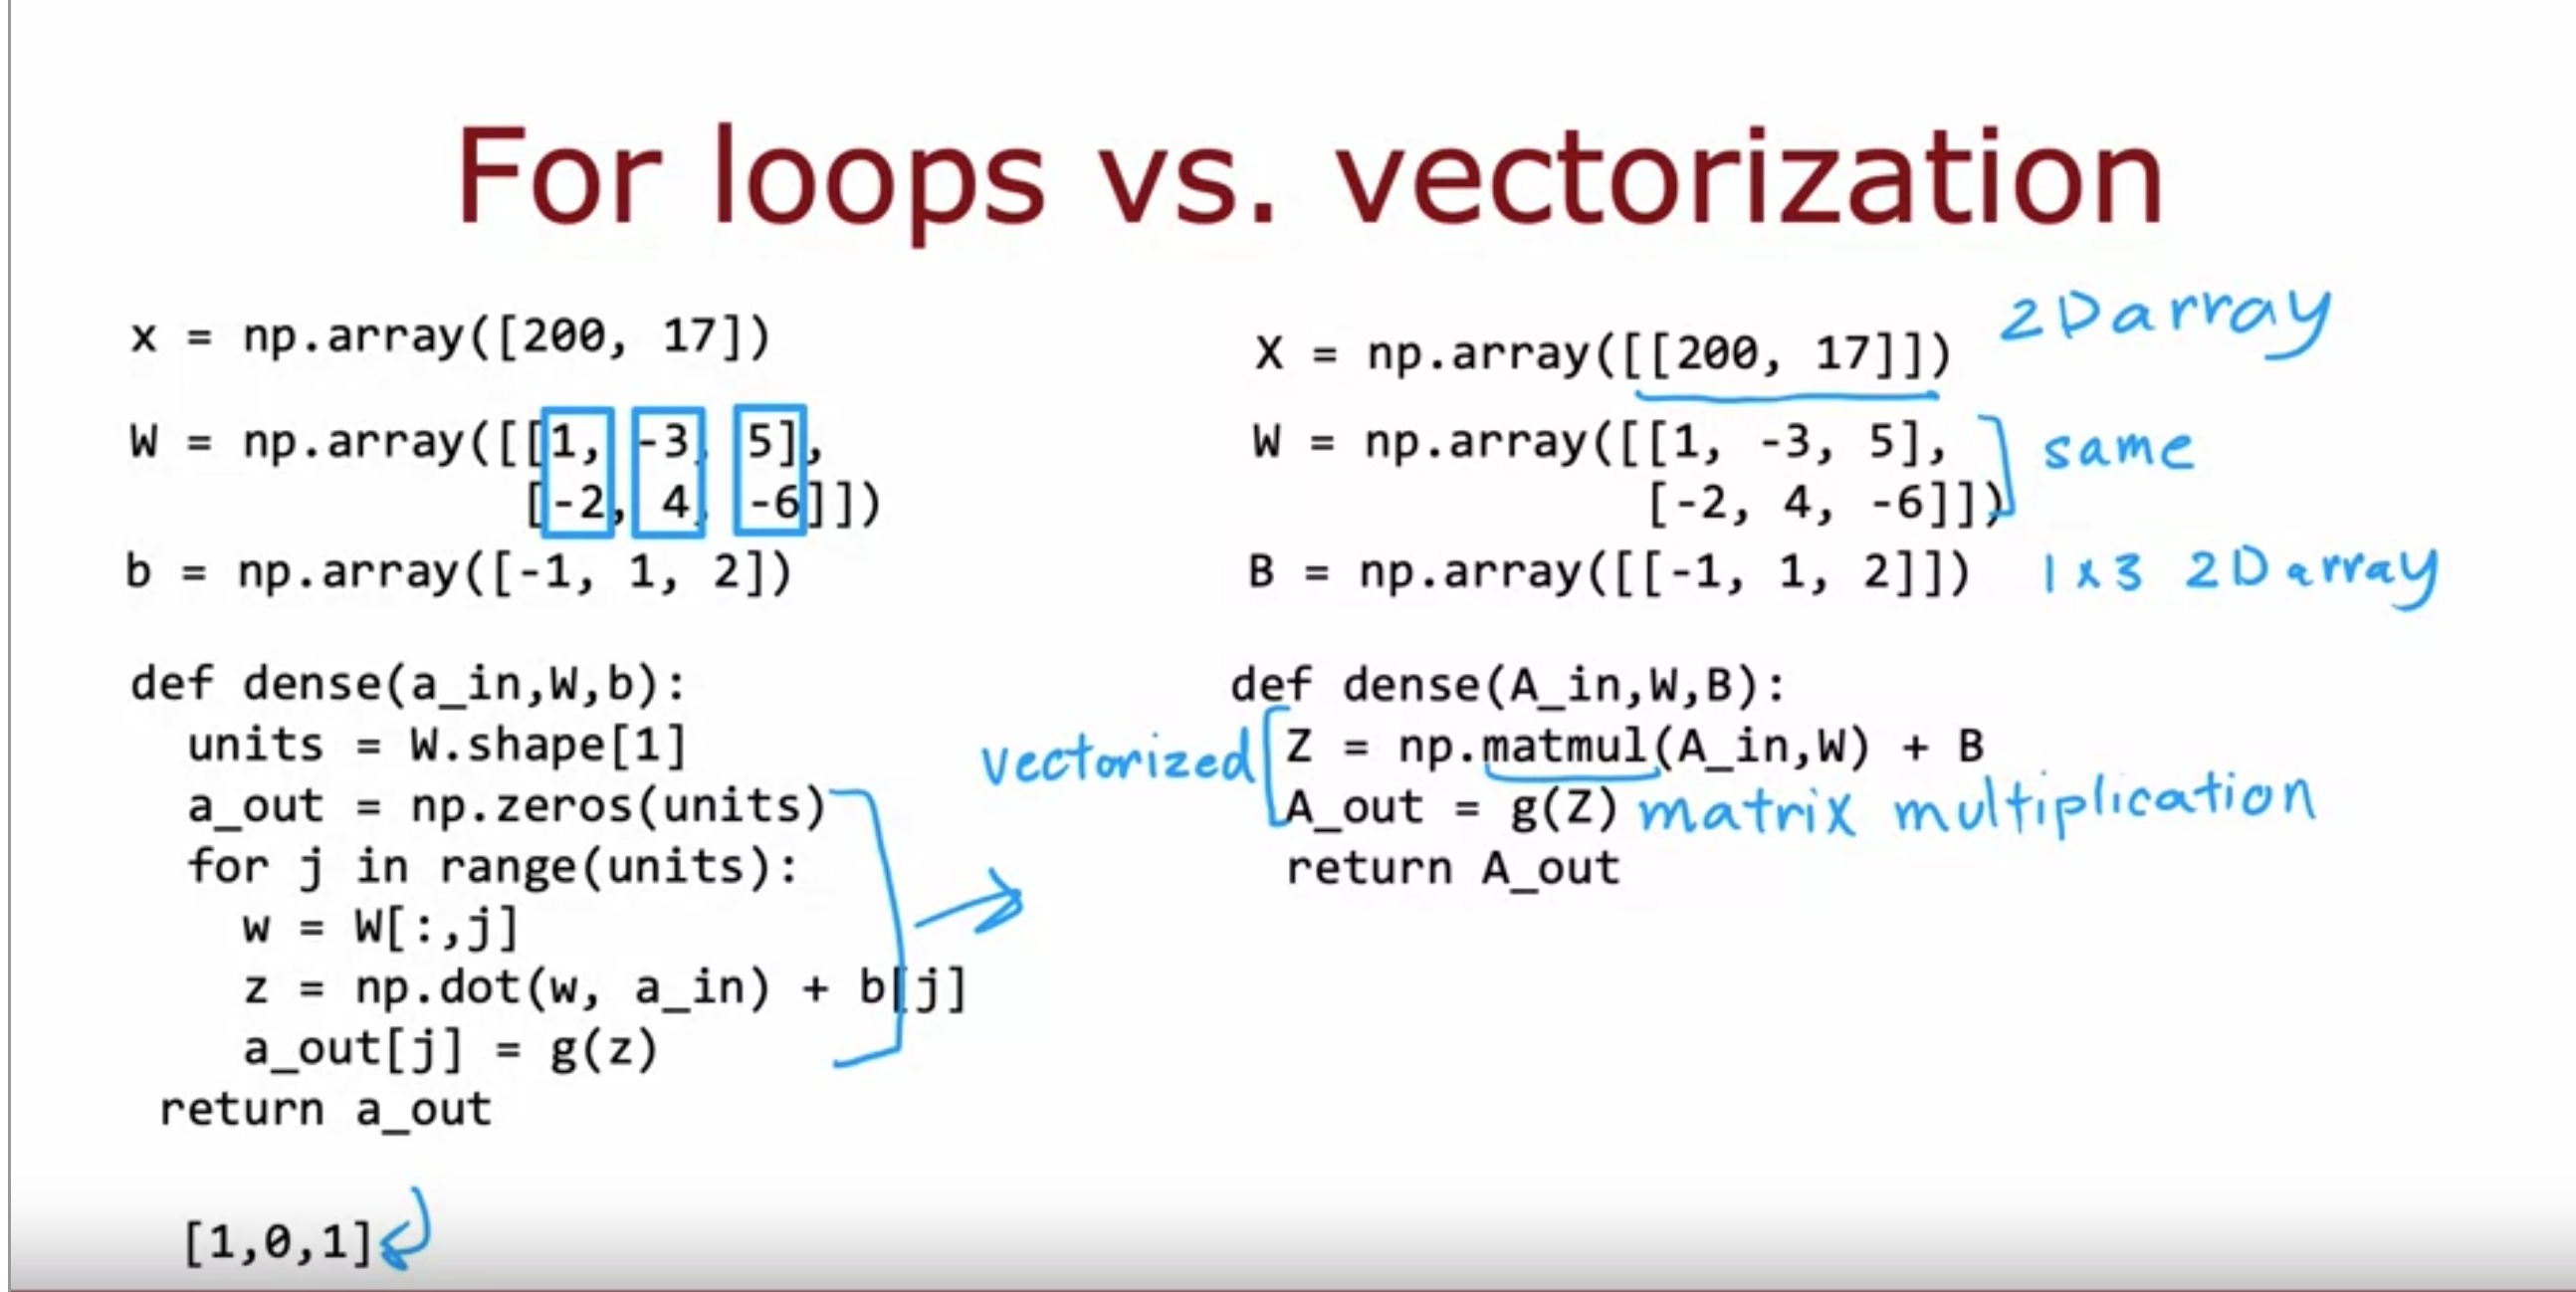 For loops vs. vectorization
x = np.array([200, 17])
W = np.array([[1, -3, 5],
[-2, 4, -6]])
b = np.array([-1, 1, 2])
def dense(a_in,W,b):
units = W.shape[1]
a_out = np.zeros(units)
for j in range(units):
w = W[:,j]
z = np.dot(w, a_in) + b[j]
a_out[j] = g(z)
return a_out
[1,0,1]
X = np.array([[200, 17]]) 2D array
W = np.array([[1, -3, 5],
[-2, 4, -6]])
same
B = np.array([[-1, 1, 2]]) 1x3 2D array
def dense(A_in,W,B):
vectorized
Z = np.matmul(A_in,W) + B
A_out = g(Z) matrix multiplication
return A_out